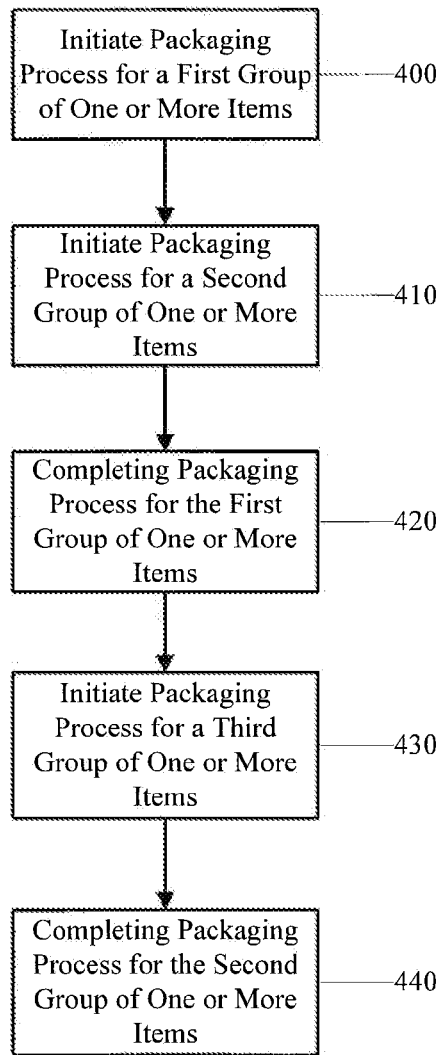 Initiate Packaging
Process for a First Group
of One or More Items
400
Initiate Packaging
Process for a Second
Group of One or More
Items
410
Completing Packaging
Process for the First
Group of One or More
Items
420
Initiate Packaging
Process for a Third
Group of One or More
Items
430
Completing Packaging
Process for the Second
Group of One or More
Items
440